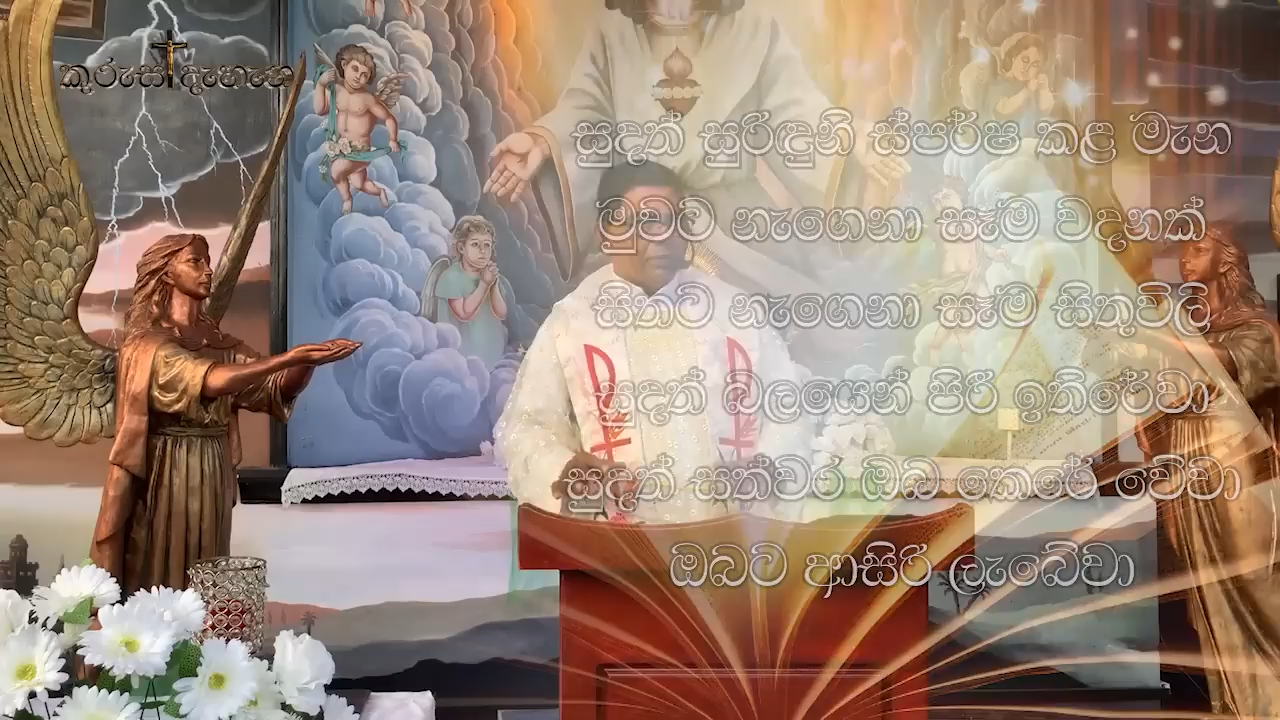 කුරුස දැහැන
සුදත් සුරිඳුනි ස්පර්ෂ කළ මැන
මුවට නැගෙනා සෑම වදනක්
සිතට නැගෙනා සෑම සිතුවිලි
සුදත් බලයෙන් පිරී ඉතිරේවා
සුදත් සත්වර ඔබ කෙරේ වේවා
ඔබට ආසිරි ලැබේවා